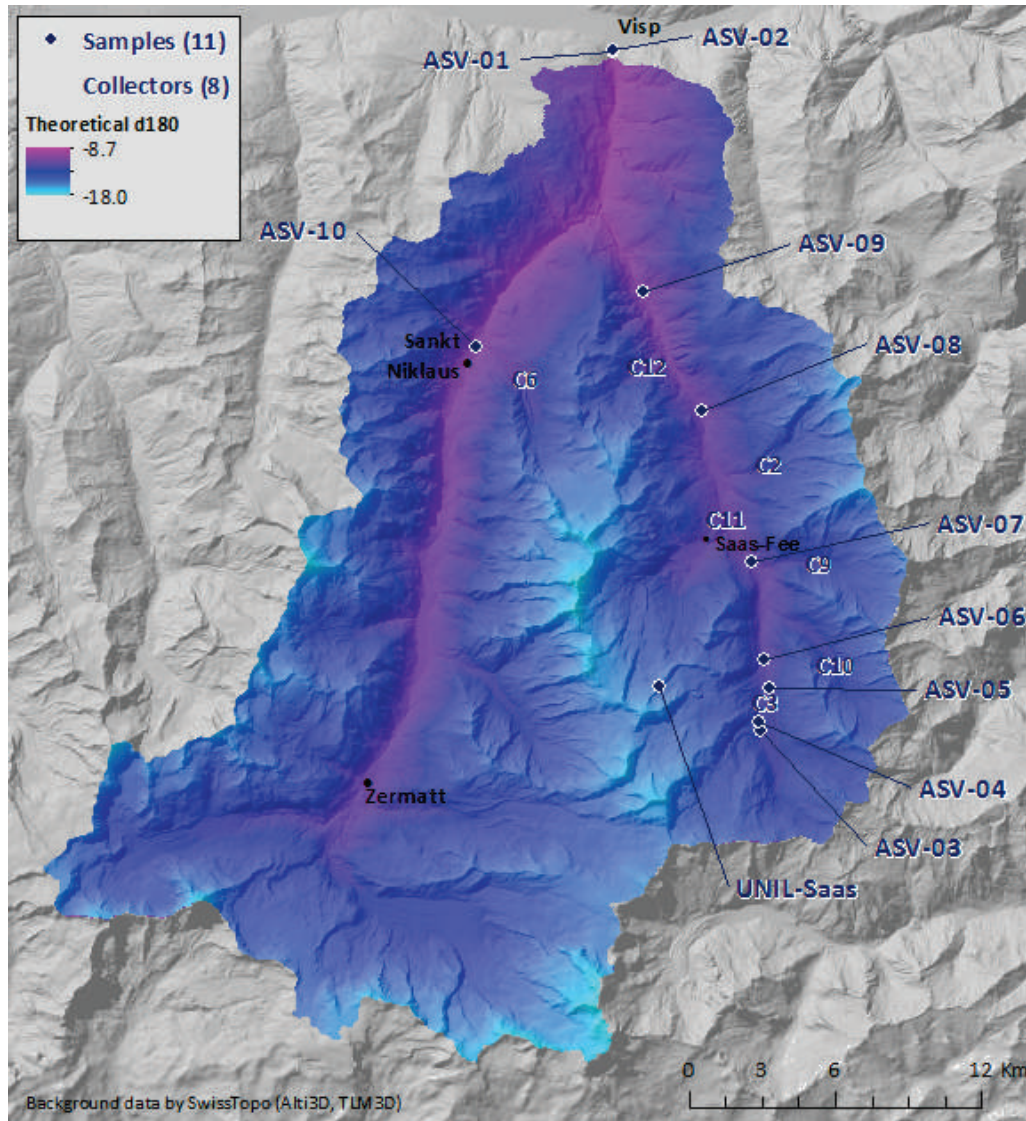 Visp
Samples (11)
ASV-02
ASV-01
Collectors (8)
Theoretical d180
-8.7
-18.0
ASV-10
ASV-09
Sankt
Niklaus
ASV-08
C6
C12
C2
C11
ASV-07
Saas-Fee
C9
ASV-06
C10
ASV-05
C3
Zermatt
ASV-04
ASV-03
UNIL-Saas
0 3 6 12 Km
Background data by SwissTopo (Alti3D, TLM3D)